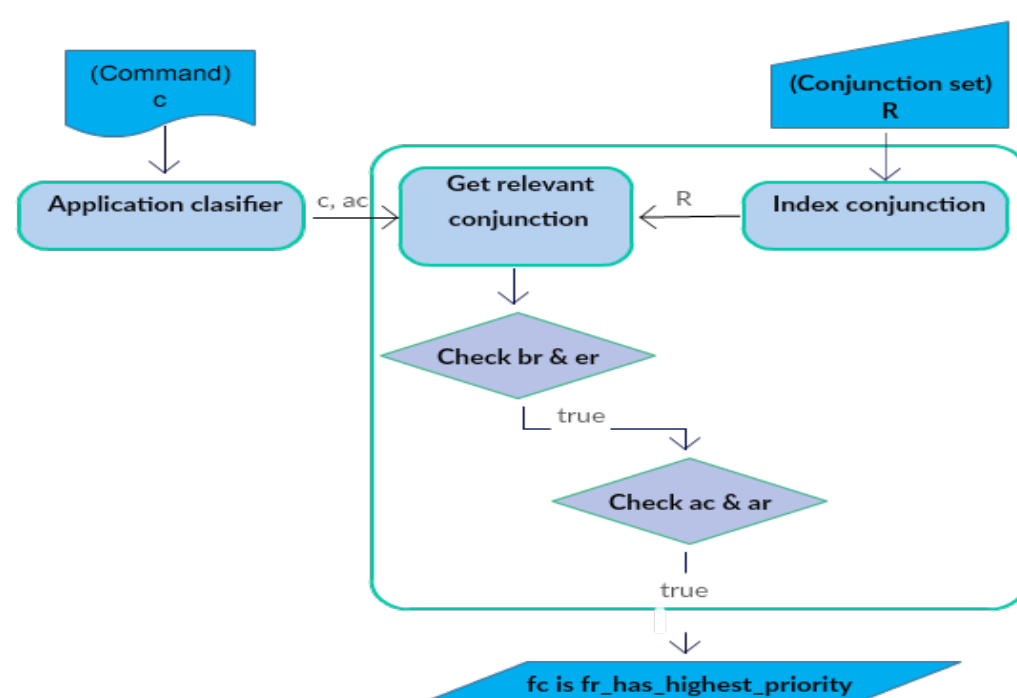 (Command)
c
(Conjunction set)
R
Application clasifier
c, ac
Get relevant
conjunction
R
Index conjunction
Check br & er
true
Check ac & ar
true
fc is fr_has_highest_priority